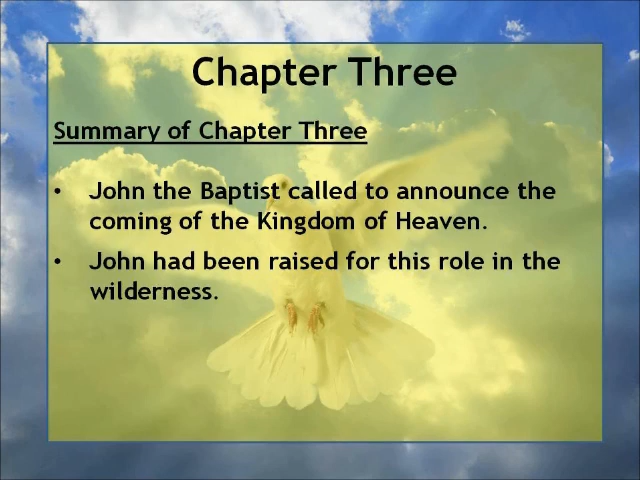 Chapter Three
Summary of Chapter Three
• John the Baptist called to announce the
coming of the Kingdom of Heaven.
• John had been raised for this role in the
wilderness.